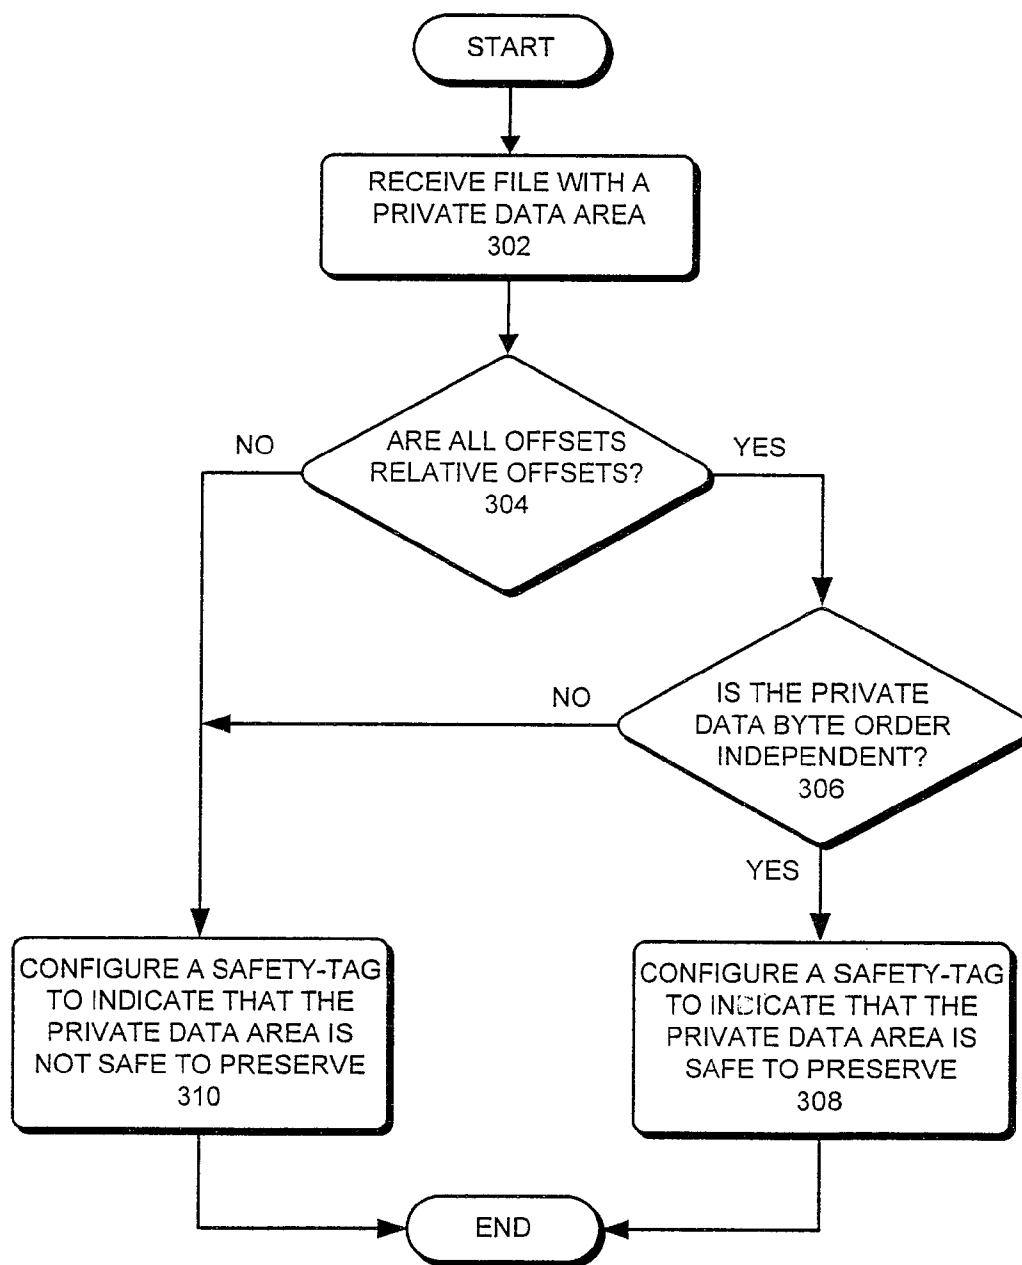 START
RECEIVE FILE WITH A
PRIVATE DATA AREA
302
NO
YES
ARE ALL OFFSETS
RELATIVE OFFSETS?
304
NO
IS THE PRIVATE
DATA BYTE ORDER
INDEPENDENT?
306
YES
CONFIGURE A SAFETY-TAG
TO INDICATE THAT THE
PRIVATE DATA AREA IS
NOT SAFE TO PRESERVE
310
CONFIGURE A SAFETY-TAG
TO INDICATE THAT THE
PRIVATE DATA AREA IS
SAFE TO PRESERVE
308
END